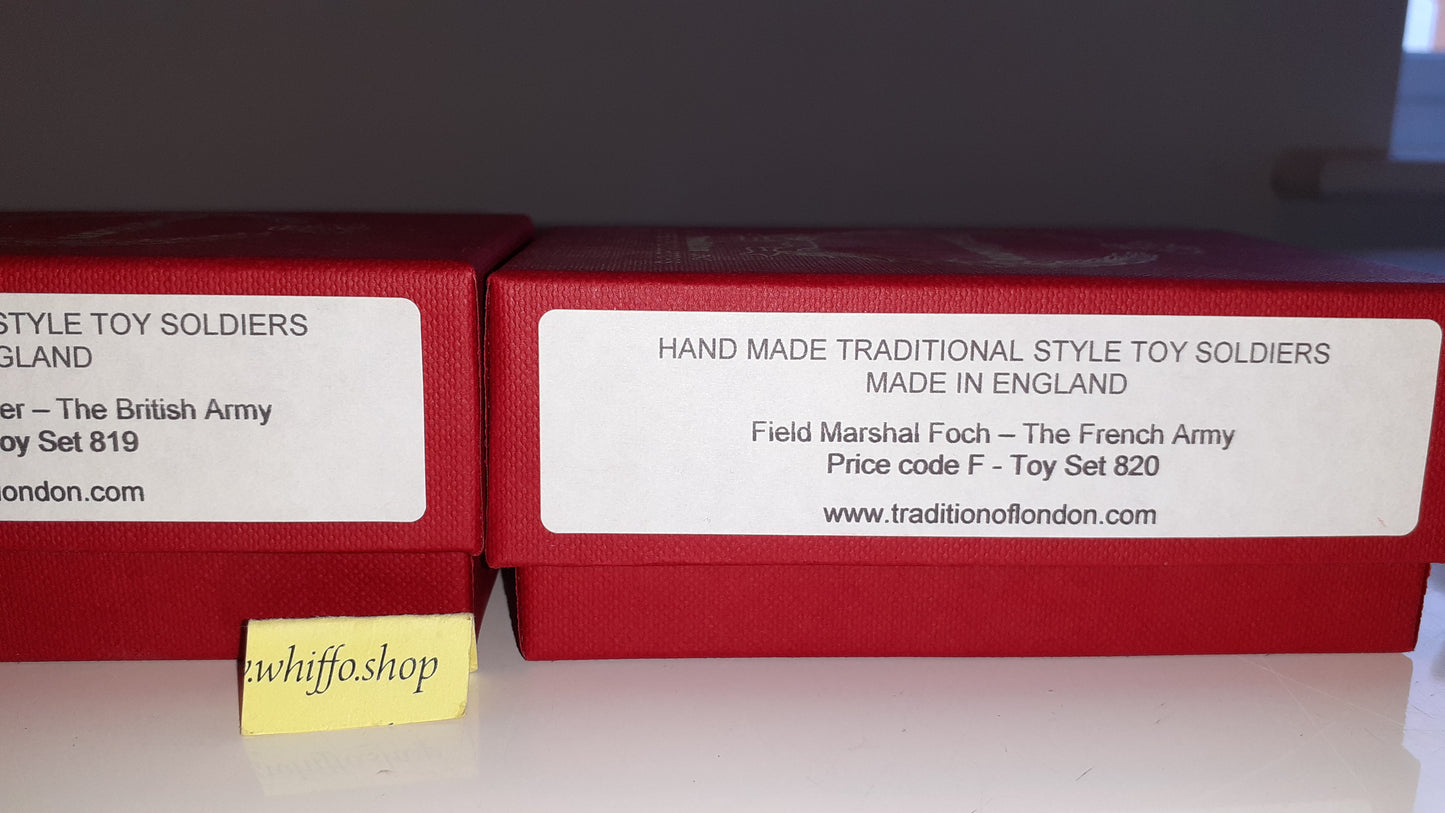 STYLE TOY SOLDIERS
GLAND
er – The British Army
oy Set 819
london.com
HAND MADE TRADITIONAL STYLE TOY SOLDIERS
MADE IN ENGLAND
Field Marshal Foch – The French Army
Price code F - Toy Set 820
www.traditionoflondon.com
.whiffo.shop